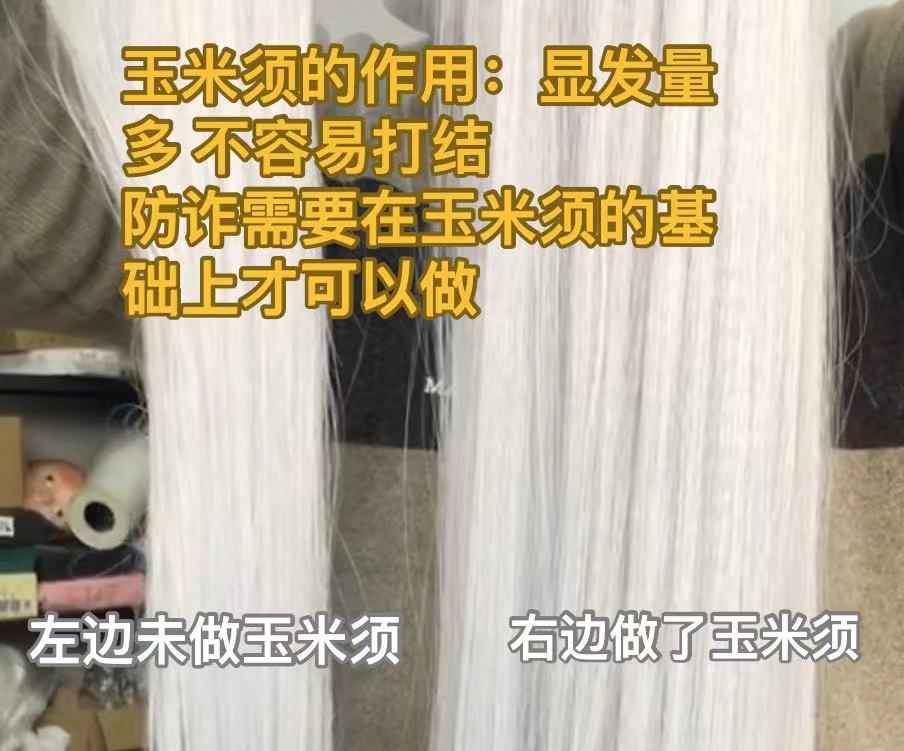 玉米须的作用：显发量
多 不容易打结
防诈需要在玉米须的基
础上才可以做
左边未做玉米须
右边做了玉米须